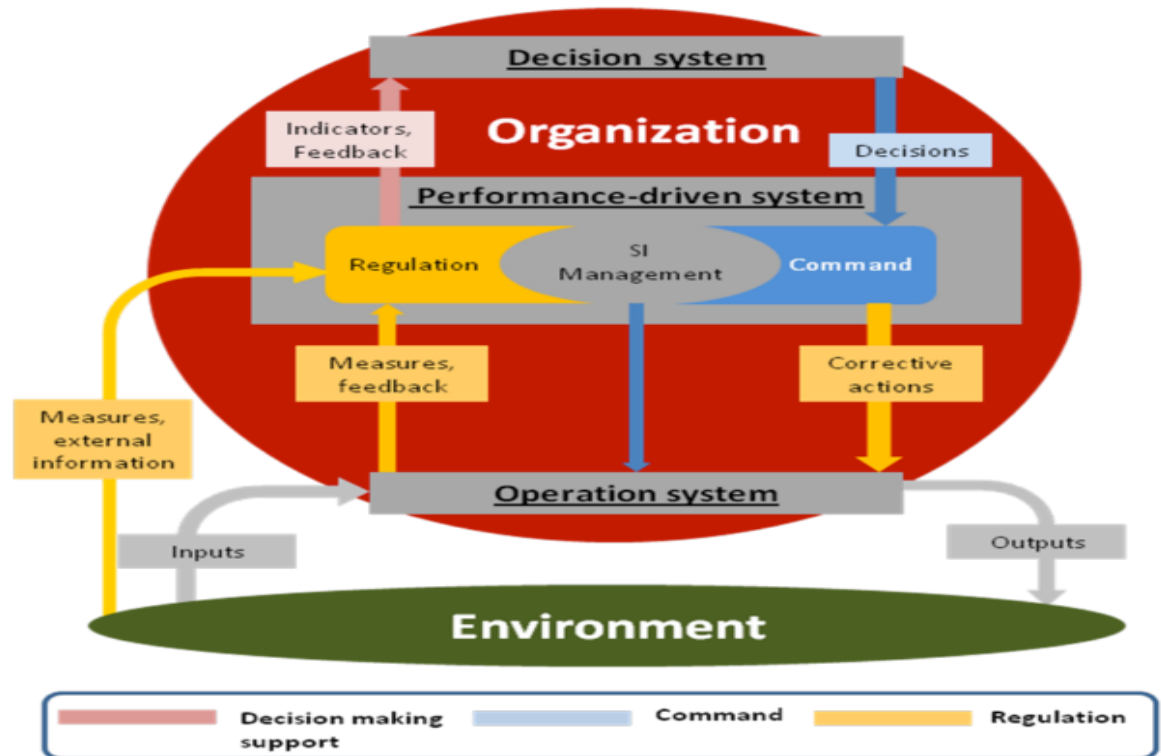 Decision system
Indicators,
Feedback
Organization
Decisions
Performance-driven system
Regulation
SI
Management
Command
Measures,
feedback
Corrective
actions
Measures,
external
information
Operation system
Inputs
Outputs
Environment
Decision making
support
Command
Regulation